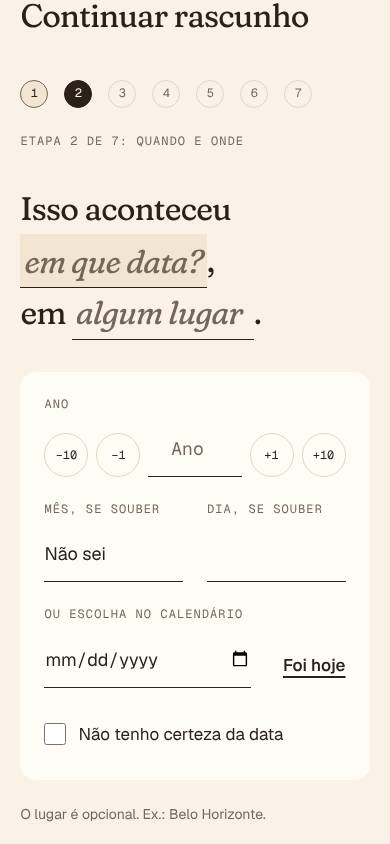 Continuar rascunho
1 2 3 4 5 6 7
ETAPA 2 DE 7: QUANDO E ONDE
Isso aconteceu
em que data?,
em algum lugar .
ANO
−10 −1 Ano +1 +10
MÊS, SE SOUBER DIA, SE SOUBER
Não sei
OU ESCOLHA NO CALENDÁRIO
mm/dd/yyyy Foi hoje
Não tenho certeza da data
O lugar é opcional. Ex.: Belo Horizonte.